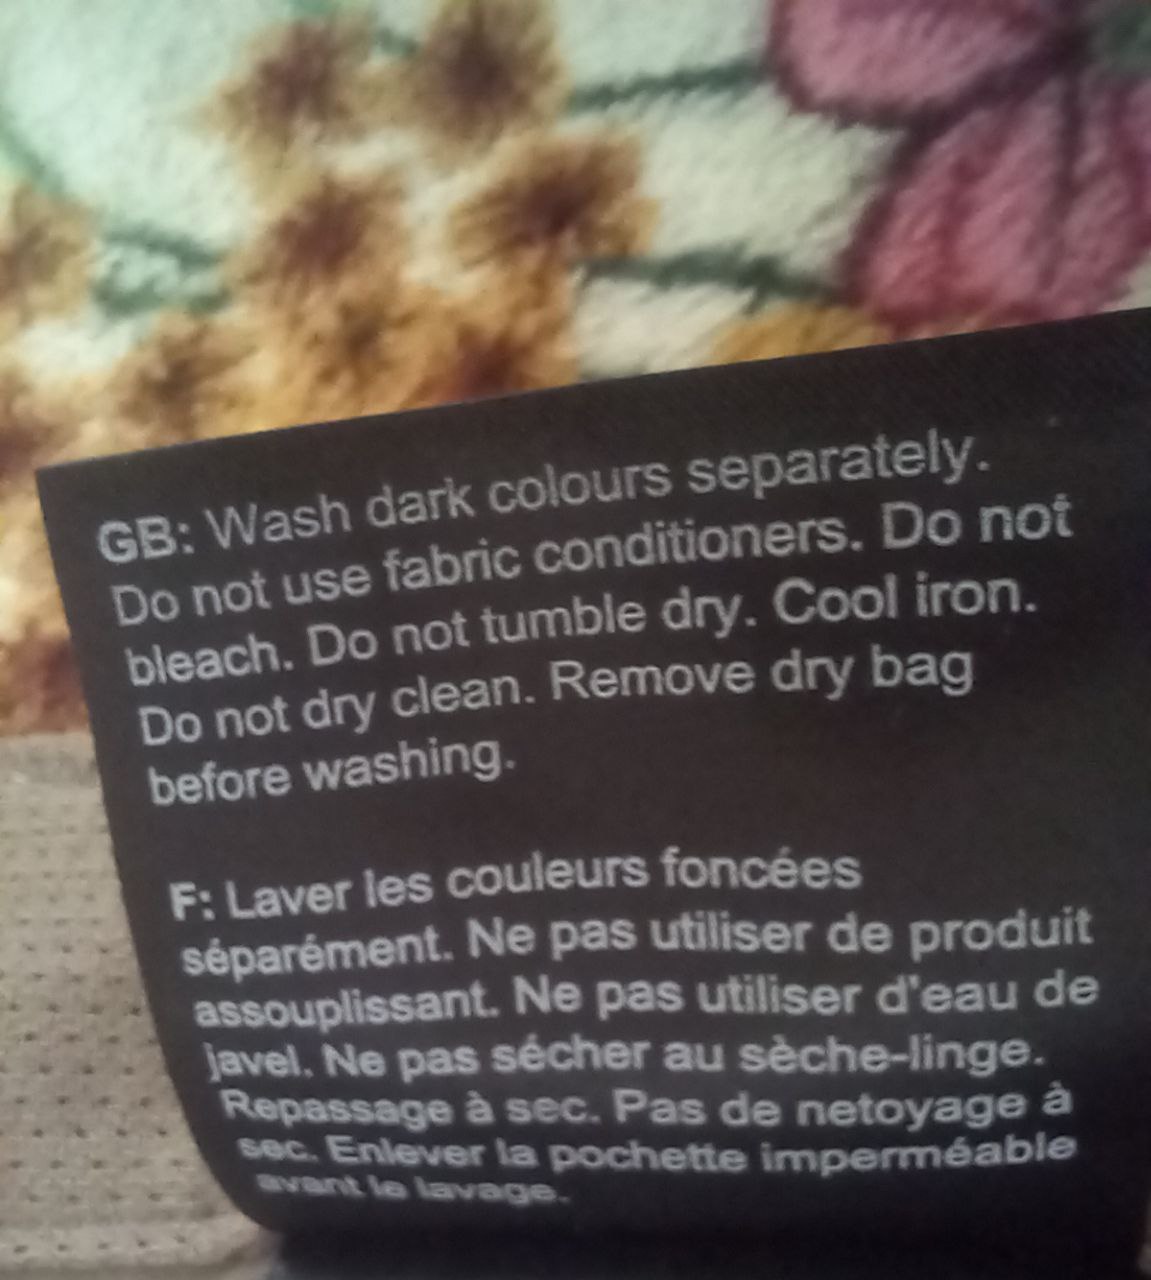 GB: Wash dark colours separately.
Do not use fabric conditioners. Do not
bleach. Do not tumble dry. Cool iron.
Do not dry clean. Remove dry bag
before washing.
F: Laver les couleurs foncées
séparément. Ne pas utiliser de produit
assouplissant. Ne pas utiliser d'eau de
javel. Ne pas sécher au sèche-linge.
Repassage à sec. Pas de netoyage à
sec. Enlever la pochette imperméable
avant le lavage.